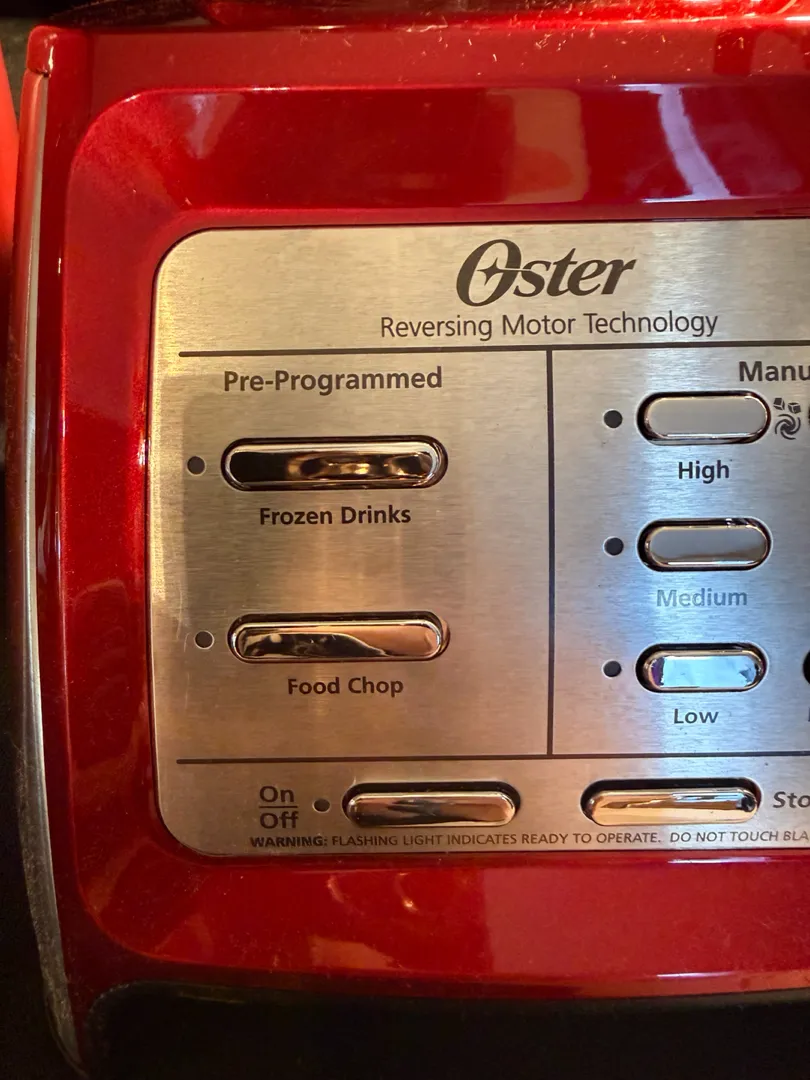 Oster
Reversing Motor Technology
Pre-Programmed
Frozen Drinks
Food Chop
Manu
High
Medium
Low
On
Off
Sto
WARNING: FLASHING LIGHT INDICATES READY TO OPERATE. DO NOT TOUCH BLA